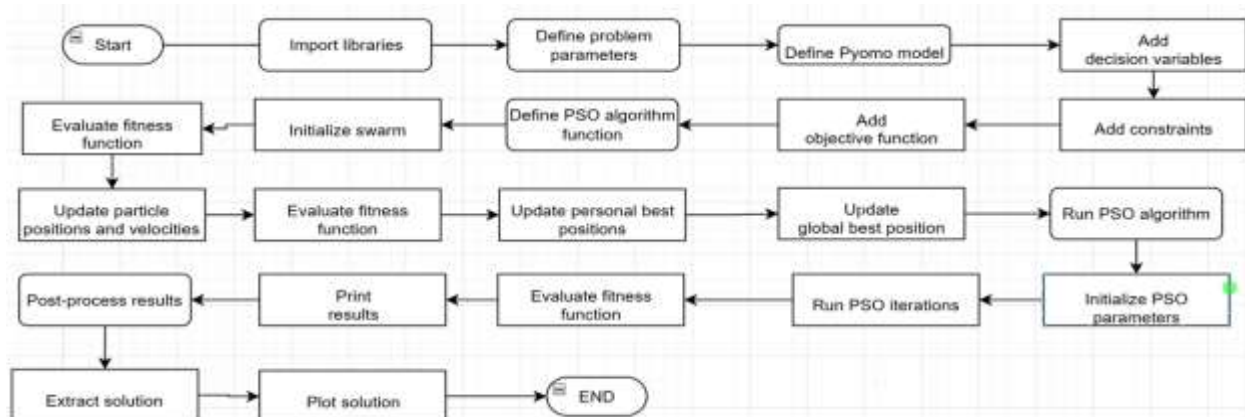 Start
Import libraries
Define problem
parameters
Define Pyomo model
Add
decision variables
Evaluate fitness
function
Initialize swarm
Define PSO algorithm
function
Add
objective function
Add constraints
Update particle
positions and velocities
Evaluate fitness
function
Update personal best
positions
Update
global best position
Run PSO algorithm
Post-process results
Print
results
Evaluate fitness
function
Run PSO iterations
Initialize PSO
parameters
Extract solution
Plot solution
END